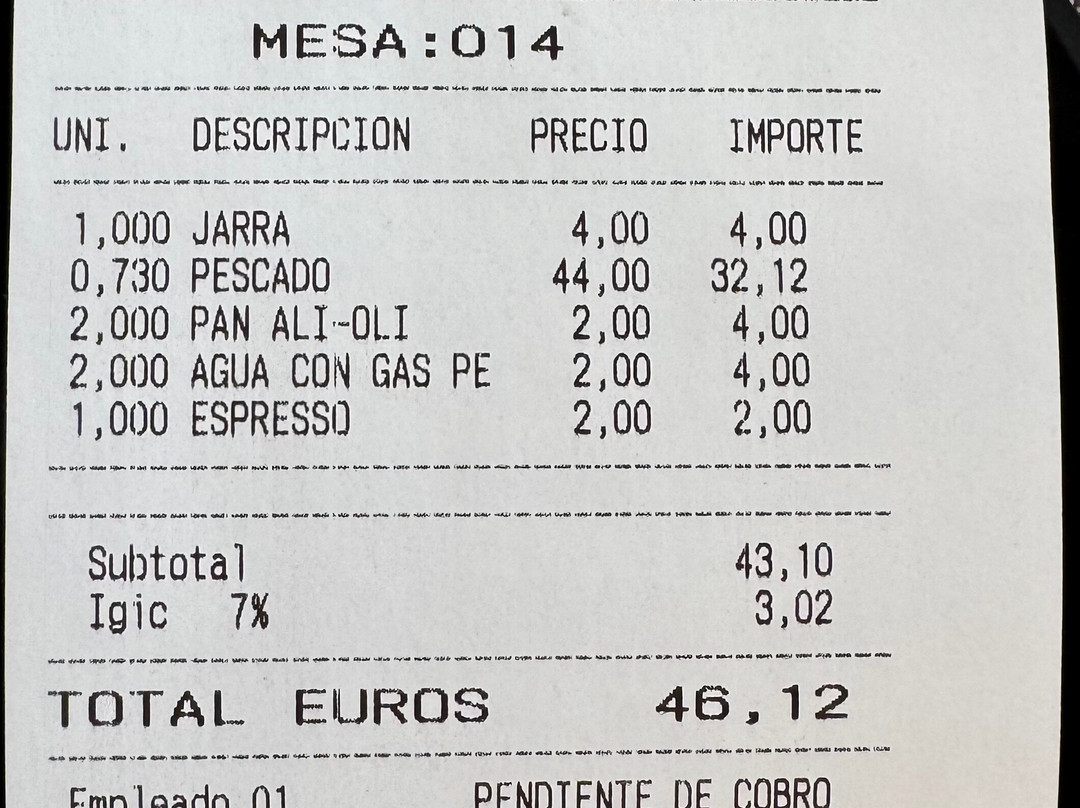 MESA:014
UNI. DESCRIPCION PRECIO IMPORTE
1,000 JARRA 4,00 4,00
0,730 PESCADO 44,00 32,12
2,000 PAN ALI-OLI 2,00 4,00
2,000 AGUA CON GAS PE 2,00 4,00
1,000 ESPRESSO 2,00 2,00
Subtotal 43,10
Igic 7% 3,02
TOTAL EUROS 46,12
Empleado 01 PENDIENTE DE COBRO